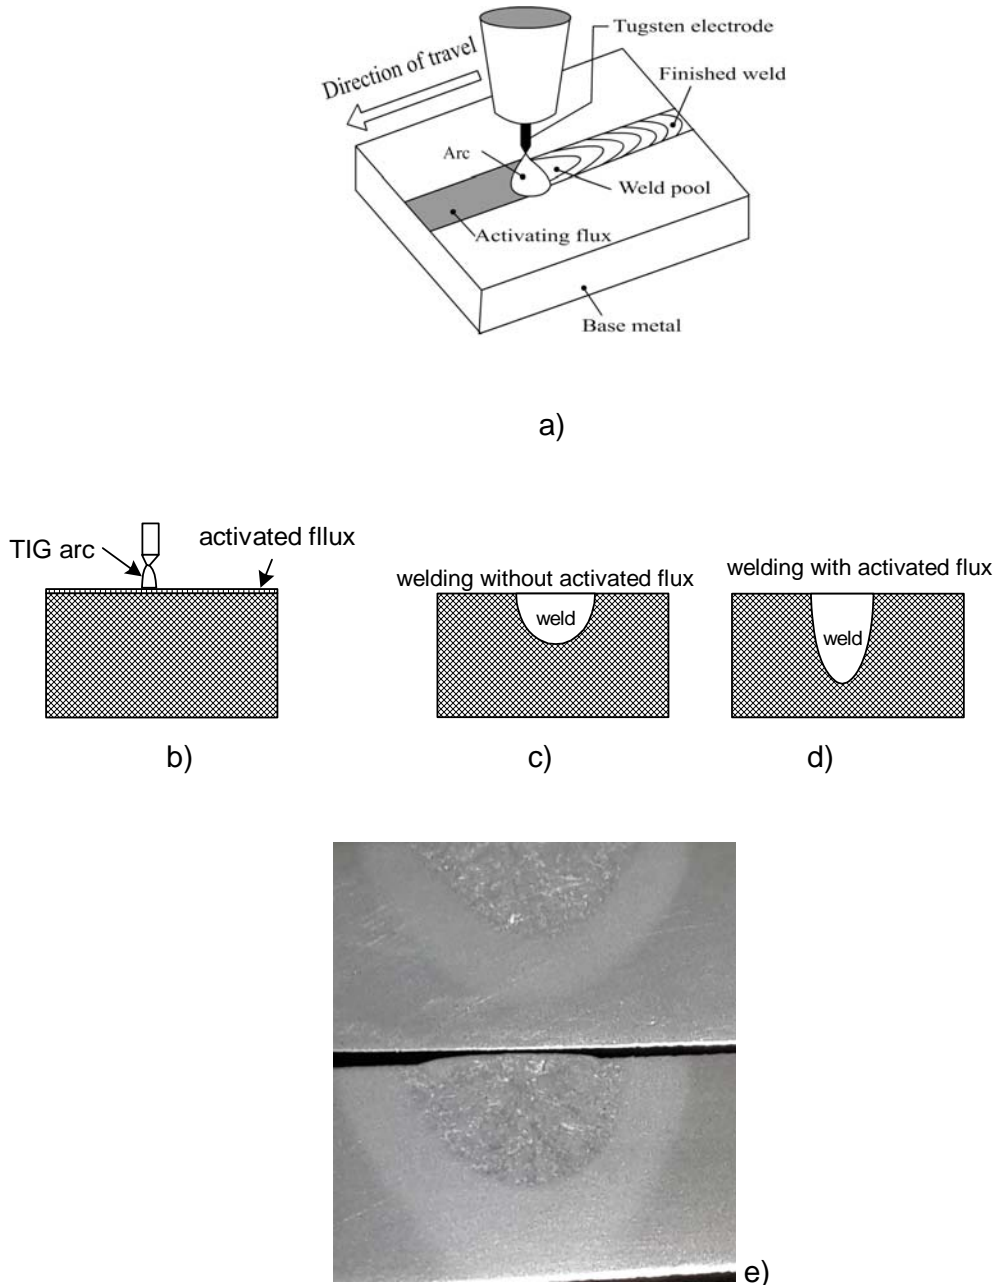 Tugsten electrode
Direction of travel
Finished weld
Arc
Weld pool
Activating flux
Base metal
a)
TIG arc
activated fllux
welding without activated flux
weld
welding with activated flux
weld
b)
c)
d)
e)